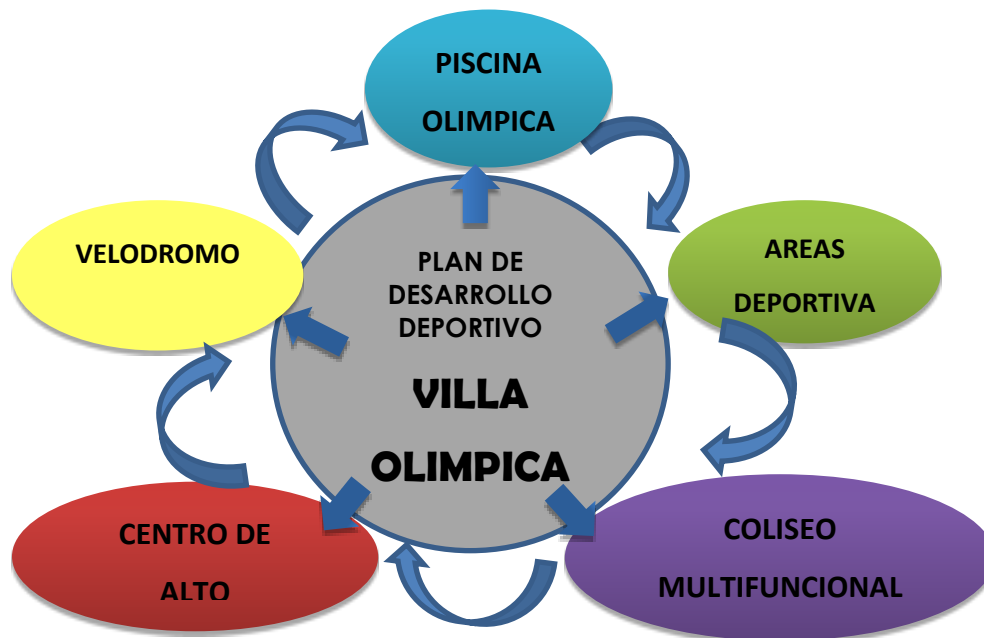 PISCINA
OLIMPICA
VELODROMO
AREAS
DEPORTIVA
PLAN DE
DESARROLLO
DEPORTIVO
VILLA
OLIMPICA
CENTRO DE
ALTO
COLISEO
MULTIFUNCIONAL